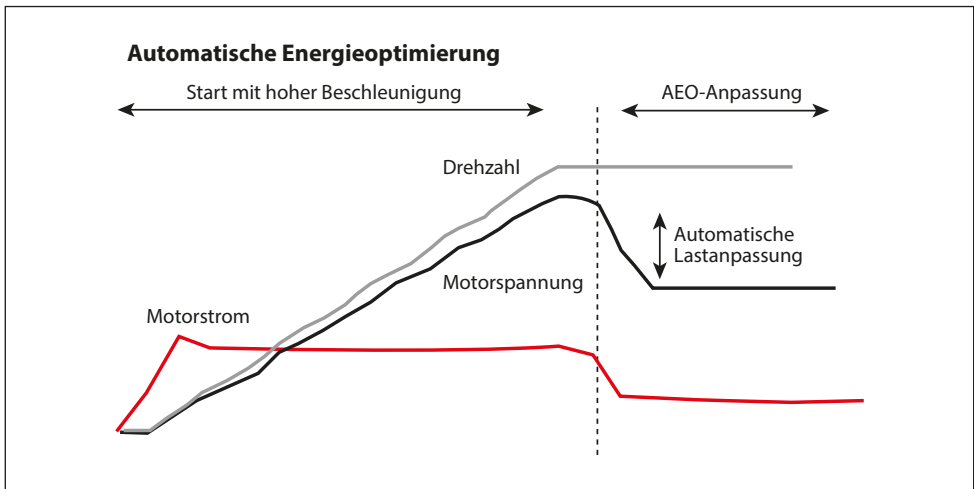 Automatische Energieoptimierung
Start mit hoher Beschleunigung
AEO-Anpassung
Drehzahl
Automatische
Lastanpassung
Motorspannung
Motorstrom